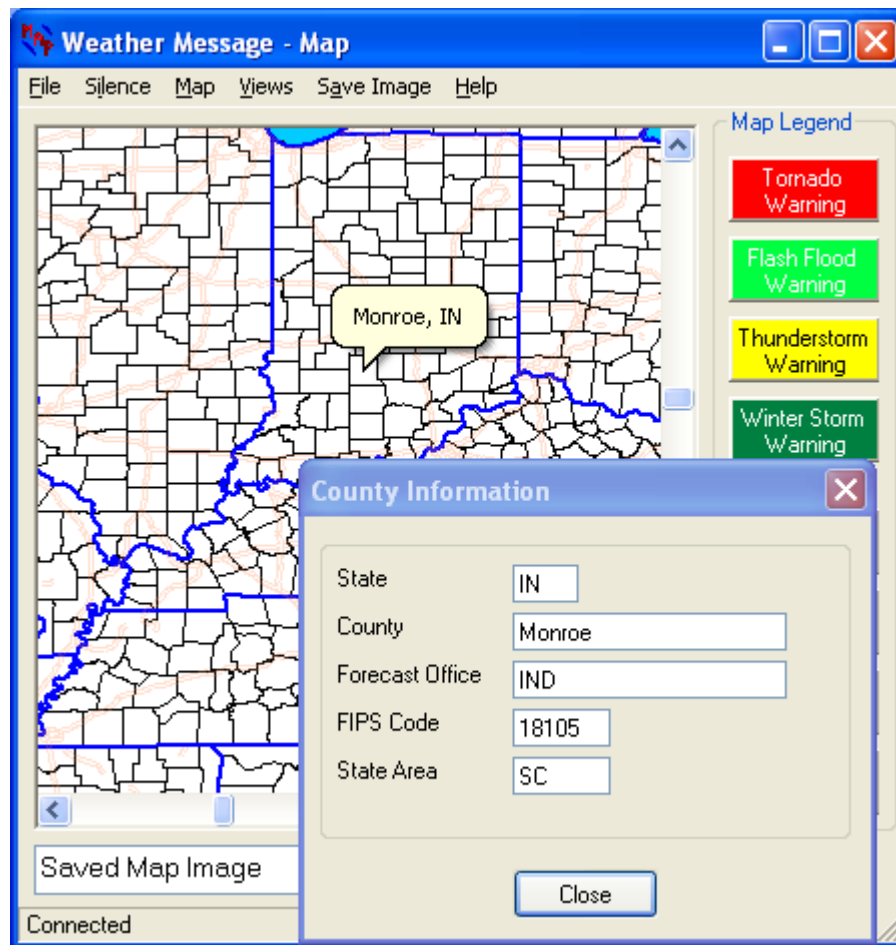 Weather Message - Map
File Silence Map Views Save Image Help
Map Legend
Tornado
Warning
Flash Flood
Warning
Thunderstorm
Warning
Winter Storm
Warning
Monroe, IN
County Information
State IN
County Monroe
Forecast Office IND
FIPS Code 18105
State Area SC
Close
Saved Map Image
Connected